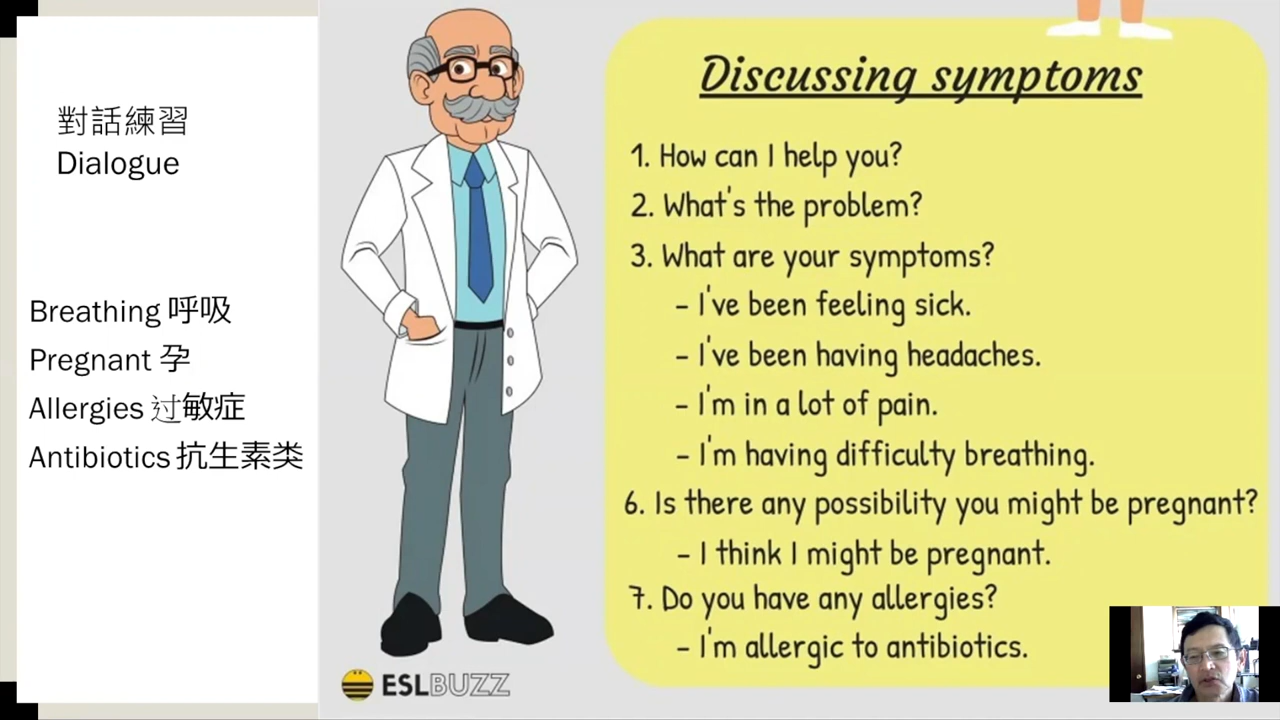 對話練習
Dialogue
Breathing 呼吸
Pregnant 孕
Allergies 过敏症
Antibiotics 抗生素类
Discussing symptoms
1. How can I help you?
2. What's the problem?
3. What are your symptoms?
- I've been feeling sick.
- I've been having headaches.
- I'm in a lot of pain.
- I'm having difficulty breathing.
6. Is there any possibility you might be pregnant?
- I think I might be pregnant.
7. Do you have any allergies?
- I'm allergic to antibiotics.
ESLBUZZ